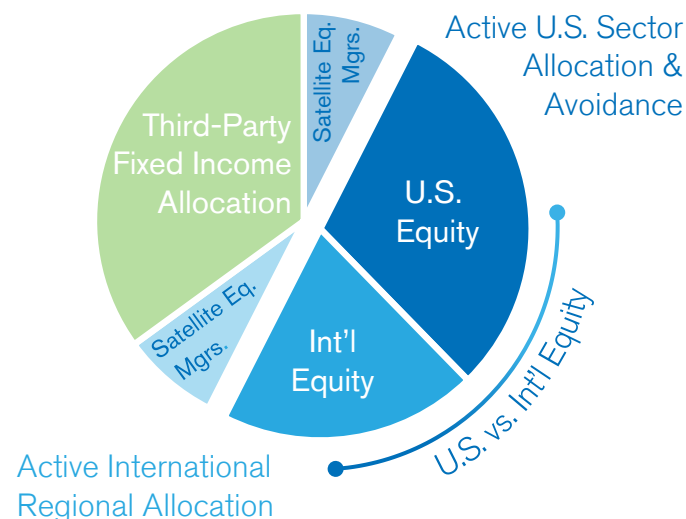 Active U.S. Sector
Allocation &
Avoidance
Satellite Eq.
Mgrs.
Third-Party
Fixed Income
Allocation
U.S.
Equity
Satellite Eq.
Mgrs.
Int'l
Equity
U.S. vs. Int'l Equity
Active International
Regional Allocation